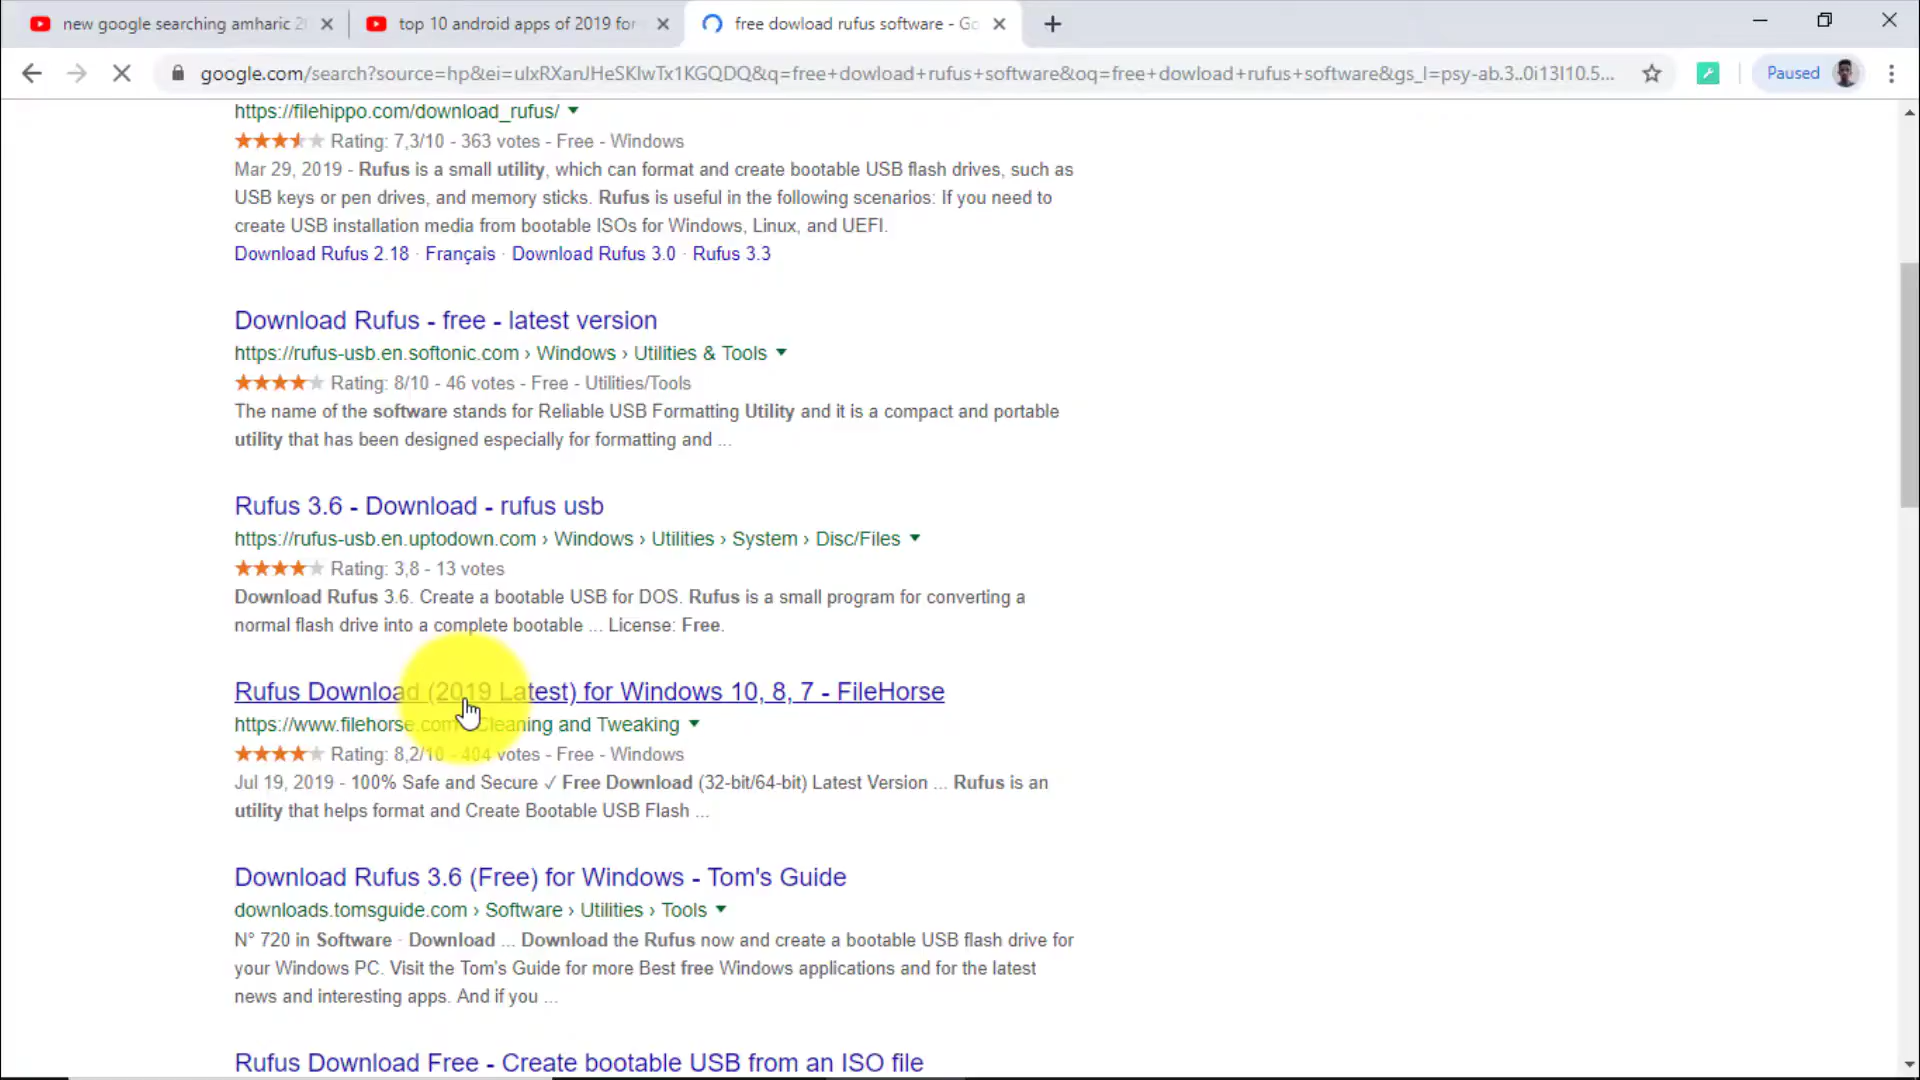 new google searching amharic 2
top 10 android apps of 2019 for
free dowload rufus software - Go
google.com/search?source=hp&ei=uIxRXanJHeSKlwTx1KGQDQ&q=free+dowload+rufus+software&oq=free+dowload+rufus+software&gs_l=psy-ab.3..0i13l10.5...
Paused
https://filehippo.com/download_rufus/
Rating: 7,3/10 - 363 votes - Free - Windows
Mar 29, 2019 - Rufus is a small utility, which can format and create bootable USB flash drives, such as
USB keys or pen drives, and memory sticks. Rufus is useful in the following scenarios: If you need to
create USB installation media from bootable ISOs for Windows, Linux, and UEFI.
Download Rufus 2.18 · Français · Download Rufus 3.0 · Rufus 3.3
Download Rufus - free - latest version
https://rufus-usb.en.softonic.com › Windows › Utilities & Tools
Rating: 8/10 - 46 votes - Free - Utilities/Tools
The name of the software stands for Reliable USB Formatting Utility and it is a compact and portable
utility that has been designed especially for formatting and ...
Rufus 3.6 - Download - rufus usb
https://rufus-usb.en.uptodown.com › Windows › Utilities › System › Disc/Files
Rating: 3,8 - 13 votes
Download Rufus 3.6. Create a bootable USB for DOS. Rufus is a small program for converting a
normal flash drive into a complete bootable ... License: Free.
Rufus Download (2019 Latest) for Windows 10, 8, 7 - FileHorse
https://www.filehorse.com › Cleaning and Tweaking
Rating: 8,2/10 - 404 votes - Free - Windows
Jul 19, 2019 - 100% Safe and Secure ✓ Free Download (32-bit/64-bit) Latest Version ... Rufus is an
utility that helps format and Create Bootable USB Flash ...
Download Rufus 3.6 (Free) for Windows - Tom's Guide
downloads.tomsguide.com › Software › Utilities › Tools
N° 720 in Software · Download ... Download the Rufus now and create a bootable USB flash drive for
your Windows PC. Visit the Tom's Guide for more Best free Windows applications and for the latest
news and interesting apps. And if you ...
Rufus Download Free - Create bootable USB from an ISO file